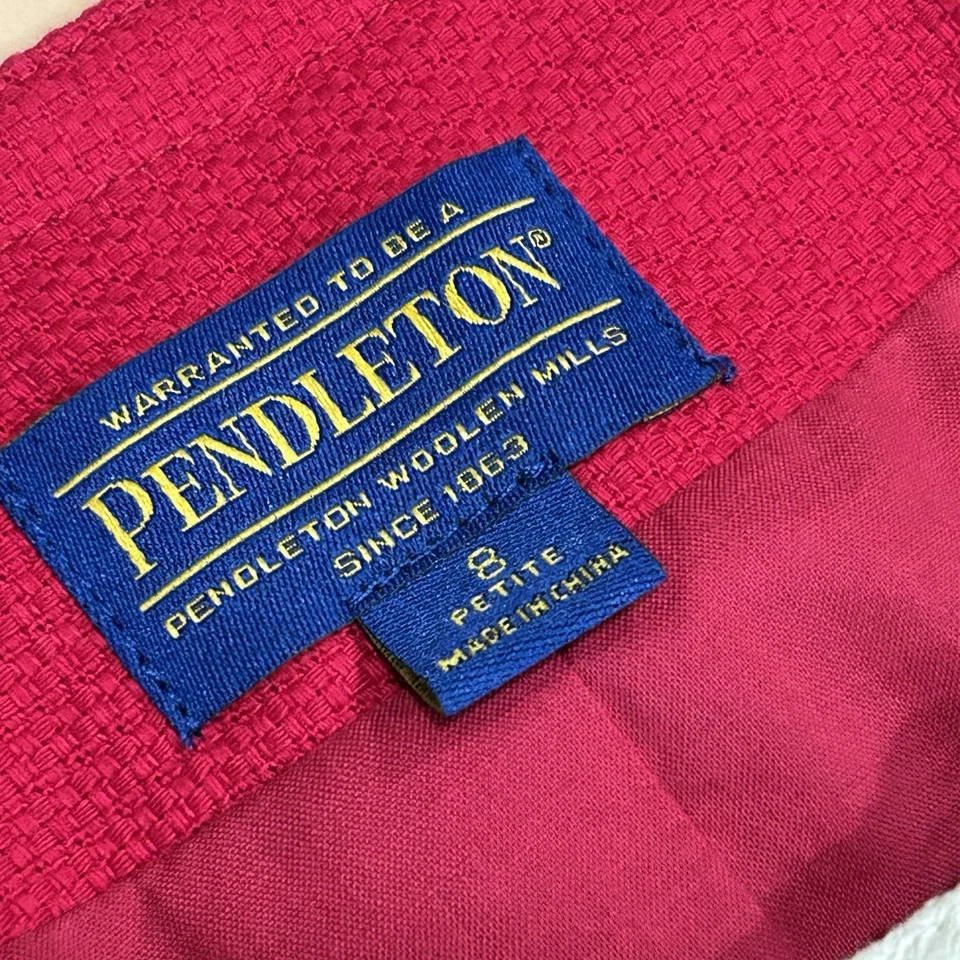 WARRANTED TO BE A
PENDLETON®
PENDLETON WOOLEN MILLS
SINCE 1863
8
PETITE
MADE IN CHINA